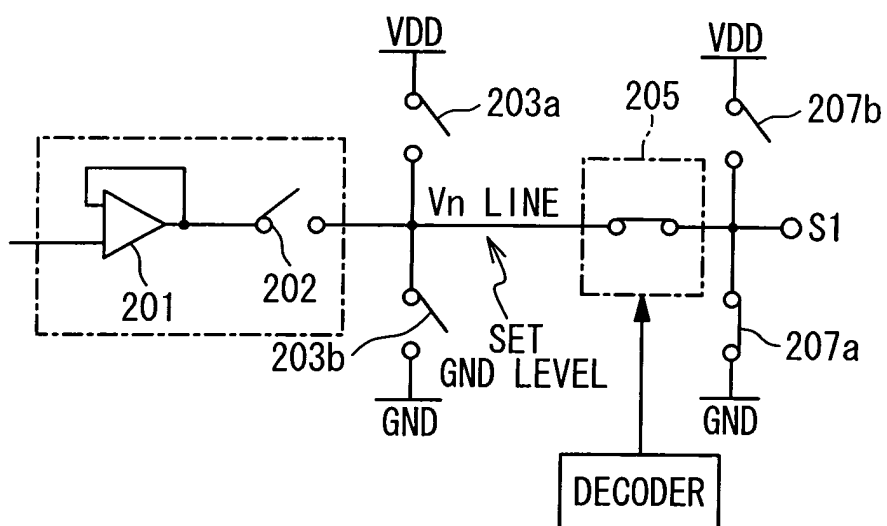 VDD
VDD
203a
205
207b
Vn LINE
S1
201
202
203b
SET
GND LEVEL
207a
GND
GND
DECODER